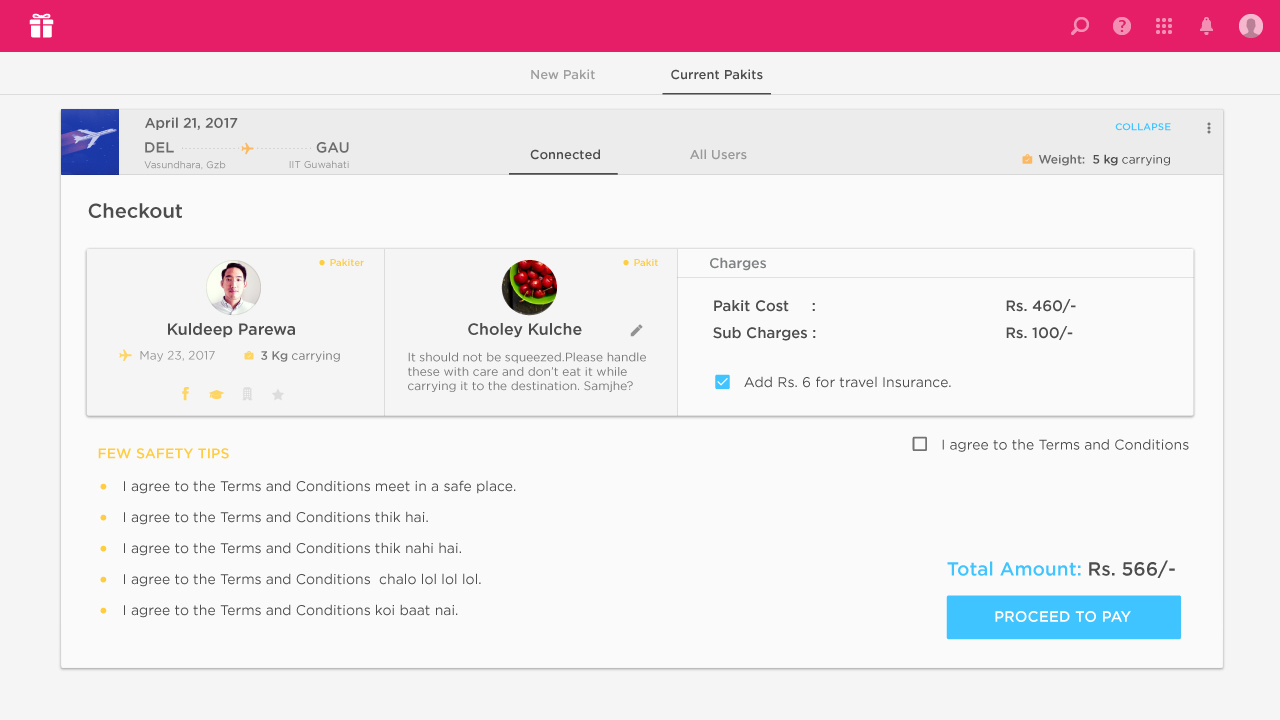 New Pakit
Current Pakits
April 21, 2017
DEL
GAU
Vasundhara, Gzb
IIT Guwahati
Connected
All Users
COLLAPSE
Weight: 5 kg carrying
Checkout
Pakiter
Kuldeep Parewa
May 23, 2017
3 Kg carrying
Pakit
Choley Kulche
It should not be squeezed.Please handle
these with care and don't eat it while
carrying it to the destination. Samjhe?
Charges
Pakit Cost : Rs. 460/-
Sub Charges : Rs. 100/-
Add Rs. 6 for travel Insurance.
I agree to the Terms and Conditions
FEW SAFETY TIPS
I agree to the Terms and Conditions meet in a safe place.
I agree to the Terms and Conditions thik hai.
I agree to the Terms and Conditions thik nahi hai.
I agree to the Terms and Conditions  chalo lol lol lol.
I agree to the Terms and Conditions koi baat nai.
Total Amount: Rs. 566/-
PROCEED TO PAY